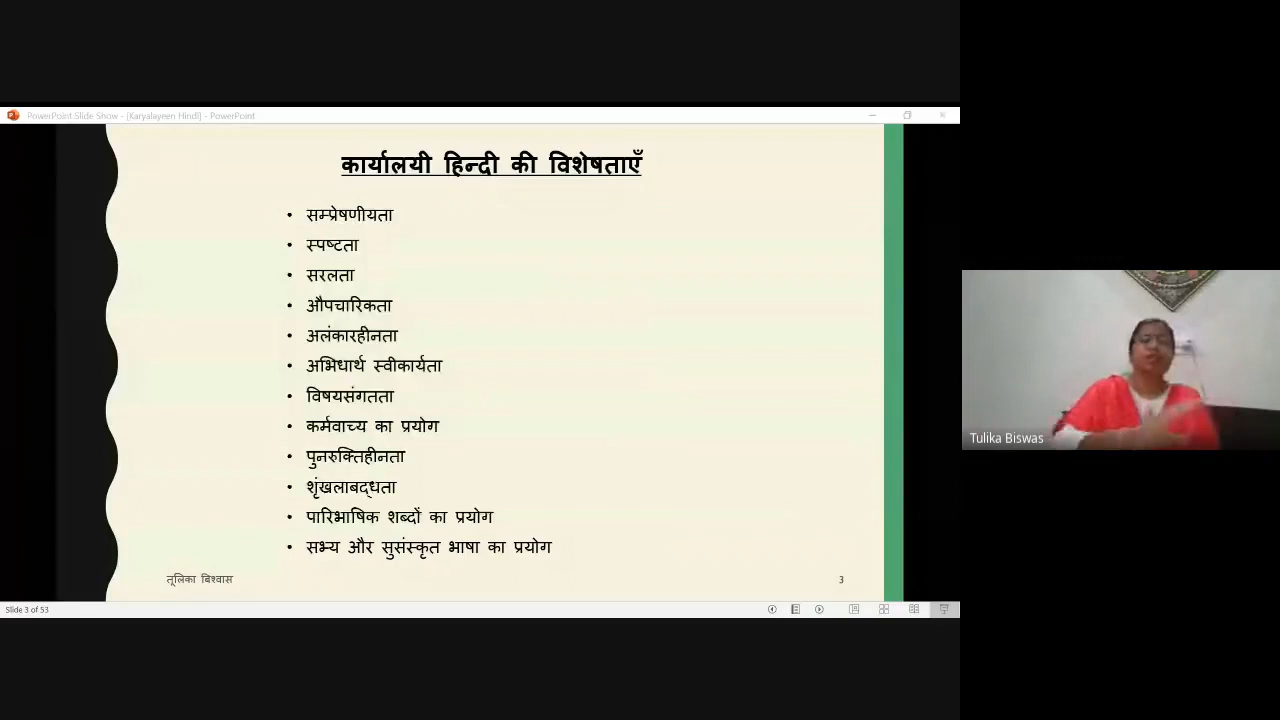 PowerPoint Slide Show - [Karyalayeen Hindi] - PowerPoint
कार्यालयी हिन्दी की विशेषताएँ
• सम्प्रेषणीयता
• स्पष्टता
• सरलता
• औपचारिकता
• अलंकारहीनता
• अभिधार्थ स्वीकार्यता
• विषयसंगतता
• कर्मवाच्य का प्रयोग
• पुनरुक्तिहीनता
• शृंखलाबद्धता
• पारिभाषिक शब्दों का प्रयोग
• सभ्य और सुसंस्कृत भाषा का प्रयोग
तूलिका बिश्वास
3
Slide 3 of 53
Tulika Biswas